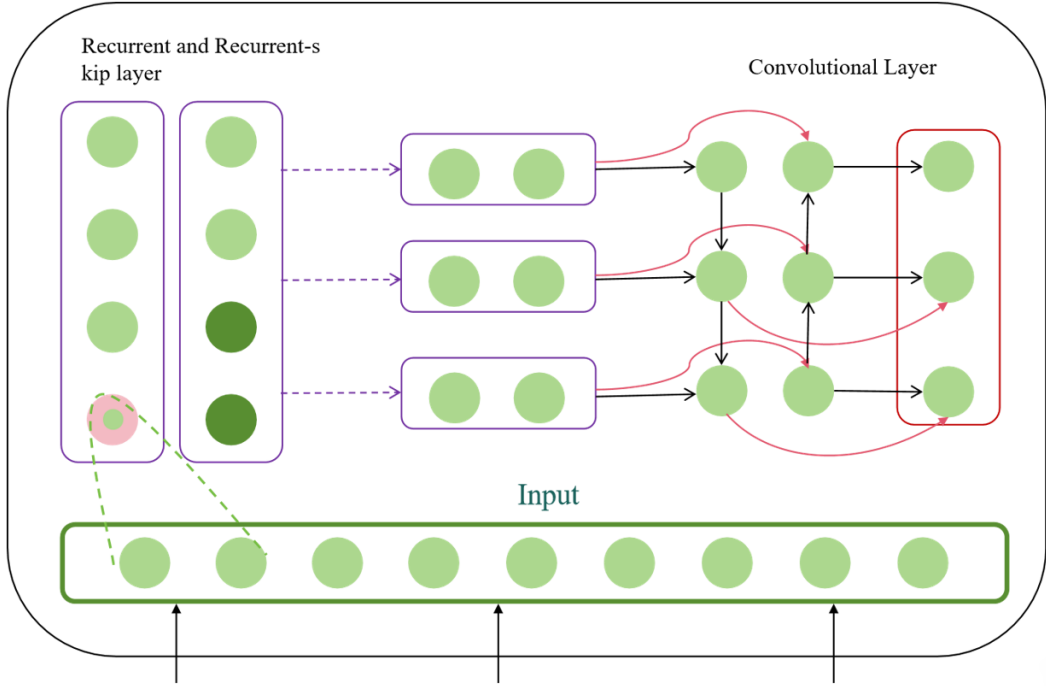 Recurrent and Recurrent-s
kip layer
Convolutional Layer
Input